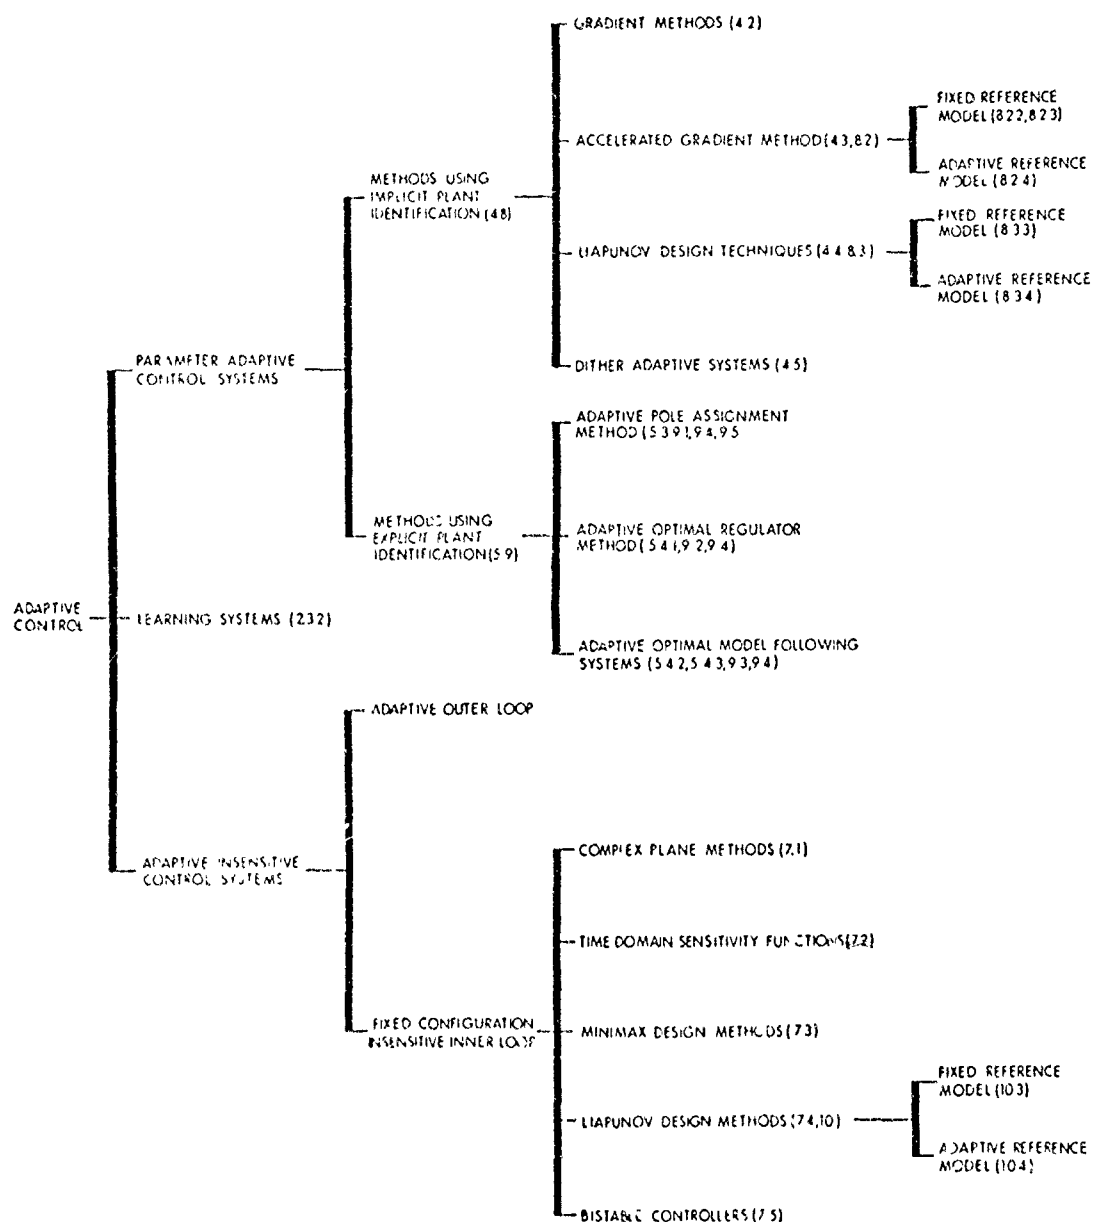 GRADIENT METHODS (4.2)
FIXED REFERENCE
MODEL (8.2.2, 8.2.3)
ACCELERATED GRADIENT METHOD (4.3, 8.2)
ADAPTIVE REFERENCE
MODEL (8.2.4)
METHODS USING
IMPLICIT PLANT
IDENTIFICATION (4.8)
FIXED REFERENCE
MODEL (8.3.3)
LIAPUNOV DESIGN TECHNIQUES (4.4 8.3)
ADAPTIVE REFERENCE
MODEL (8.3.4)
PARAMETER ADAPTIVE
CONTROL SYSTEMS
DITHER ADAPTIVE SYSTEMS (4.5)
ADAPTIVE POLE ASSIGNMENT
METHOD (5.3 9.1, 9.4, 9.5
METHODS USING
EXPLICIT PLANT
IDENTIFICATION (5 9)
ADAPTIVE OPTIMAL REGULATOR
METHOD (5.4.1, 9.2, 9.4)
ADAPTIVE
CONTROL
LEARNING SYSTEMS (2.3.2)
ADAPTIVE OPTIMAL MODEL FOLLOWING
SYSTEMS (5.4.2, 5.4.3, 9.3, 9.4)
ADAPTIVE OUTER LOOP
ADAPTIVE INSENSITIVE
CONTROL SYSTEMS
COMPLEX PLANE METHODS (7.1)
TIME DOMAIN SENSITIVITY FUNCTIONS (7.2)
FIXED CONFIGURATION
INSENSITIVE INNER LOOP
MINIMAX DESIGN METHODS (7.3)
FIXED REFERENCE
MODEL (10.3)
LIAPUNOV DESIGN METHODS (7.4, 10)
ADAPTIVE REFERENCE
MODEL (10.4)
BISTABLE CONTROLLERS (7.5)